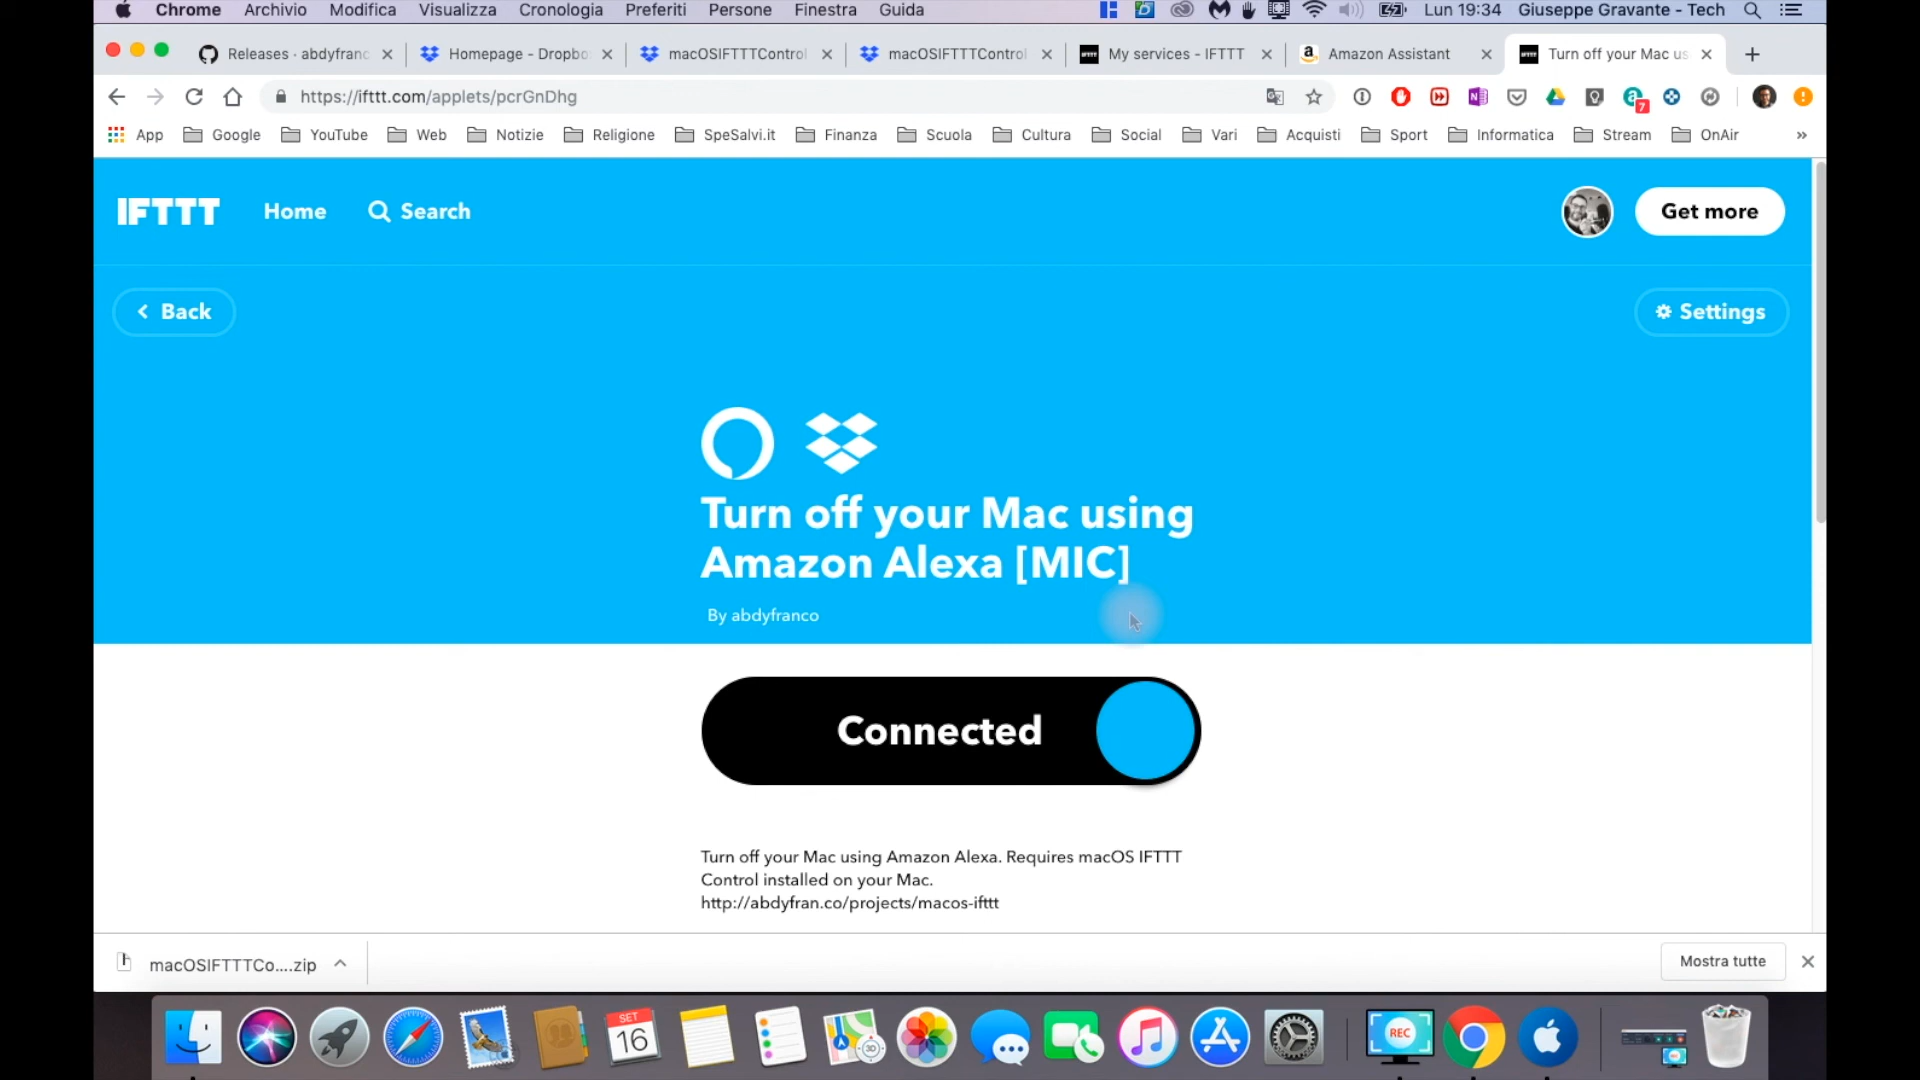 Chrome Archivio Modifica Visualizza Cronologia Preferiti Persone Finestra Guida Lun 19:34 Giuseppe Gravante - Tech
Releases · abdyfranc Homepage - Dropbo macOSIFTTTControl macOSIFTTTControl My services - IFTTT Amazon Assistant Turn off your Mac us
https://ifttt.com/applets/pcrGnDhg
7
App Google YouTube Web Notizie Religione SpeSalvi.it Finanza Scuola Cultura Social Vari Acquisti Sport Informatica Stream OnAir »
IFTTT Home Search Get more
Back Settings
Turn off your Mac using
Amazon Alexa [MIC]
By abdyfranco
Connected
Turn off your Mac using Amazon Alexa. Requires macOS IFTTT
Control installed on your Mac.
http://abdyfran.co/projects/macos-ifttt
macOSIFTTTCo....zip Mostra tutte
SET
16
3D
REC